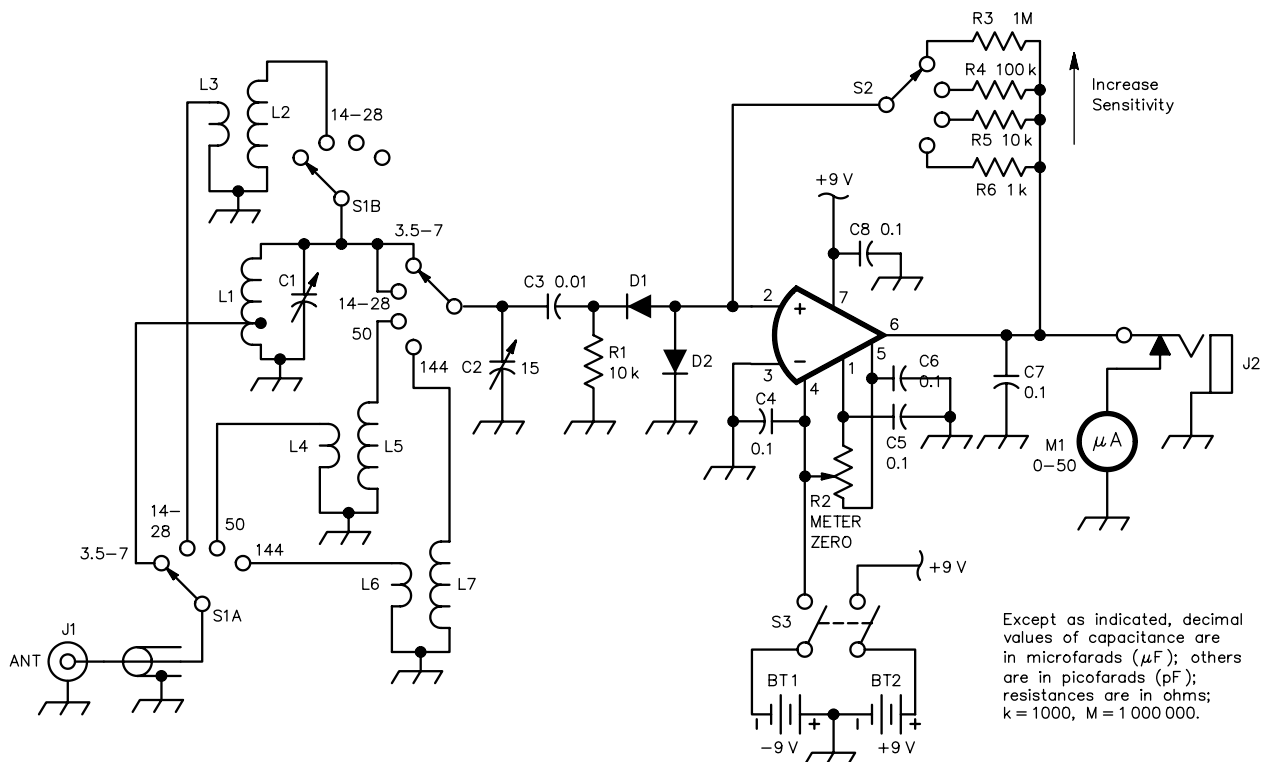 R3 1M
R4 100 k
S2
Increase
Sensitivity
R5 10 k
R6 1 k
L3
L2
14-28
S1B
+9 V
C8 0.1
3.5-7
L1
C1
14-28
50
144
C3 0.01
D1
2
+
7
6
5
R1
10 k
C2 15
D2
3
−
4
1
C6
0.1
C7
0.1
J2
C4
0.1
C5
0.1
M1
0-50
μA
L4
L5
R2
METER
ZERO
14-
28
50
3.5-7
144
L6
L7
S1A
J1
ANT
+9 V
S3
BT1
BT2
− +
− +
−9 V
+9 V
Except as indicated, decimal
values of capacitance are
in microfarads (μF); others
are in picofarads (pF);
resistances are in ohms;
k = 1000, M = 1 000 000.